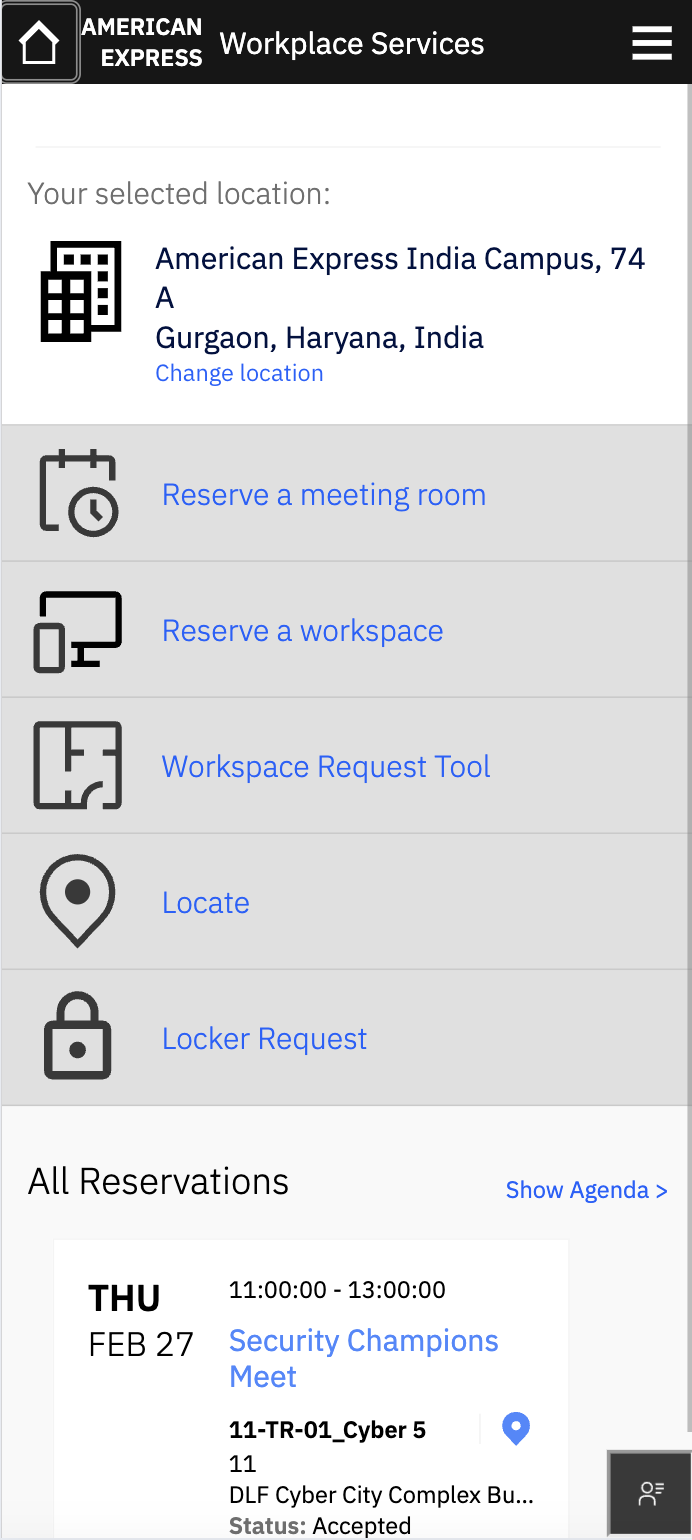 AMERICAN
EXPRESS
Workplace Services
Your selected location:
American Express India Campus, 74
A
Gurgaon, Haryana, India
Change location
Reserve a meeting room
Reserve a workspace
Workspace Request Tool
Locate
Locker Request
All Reservations
Show Agenda >
THU
FEB 27
11:00:00 - 13:00:00
Security Champions
Meet
11-TR-01_Cyber 5
11
DLF Cyber City Complex Bu...
Status: Accepted